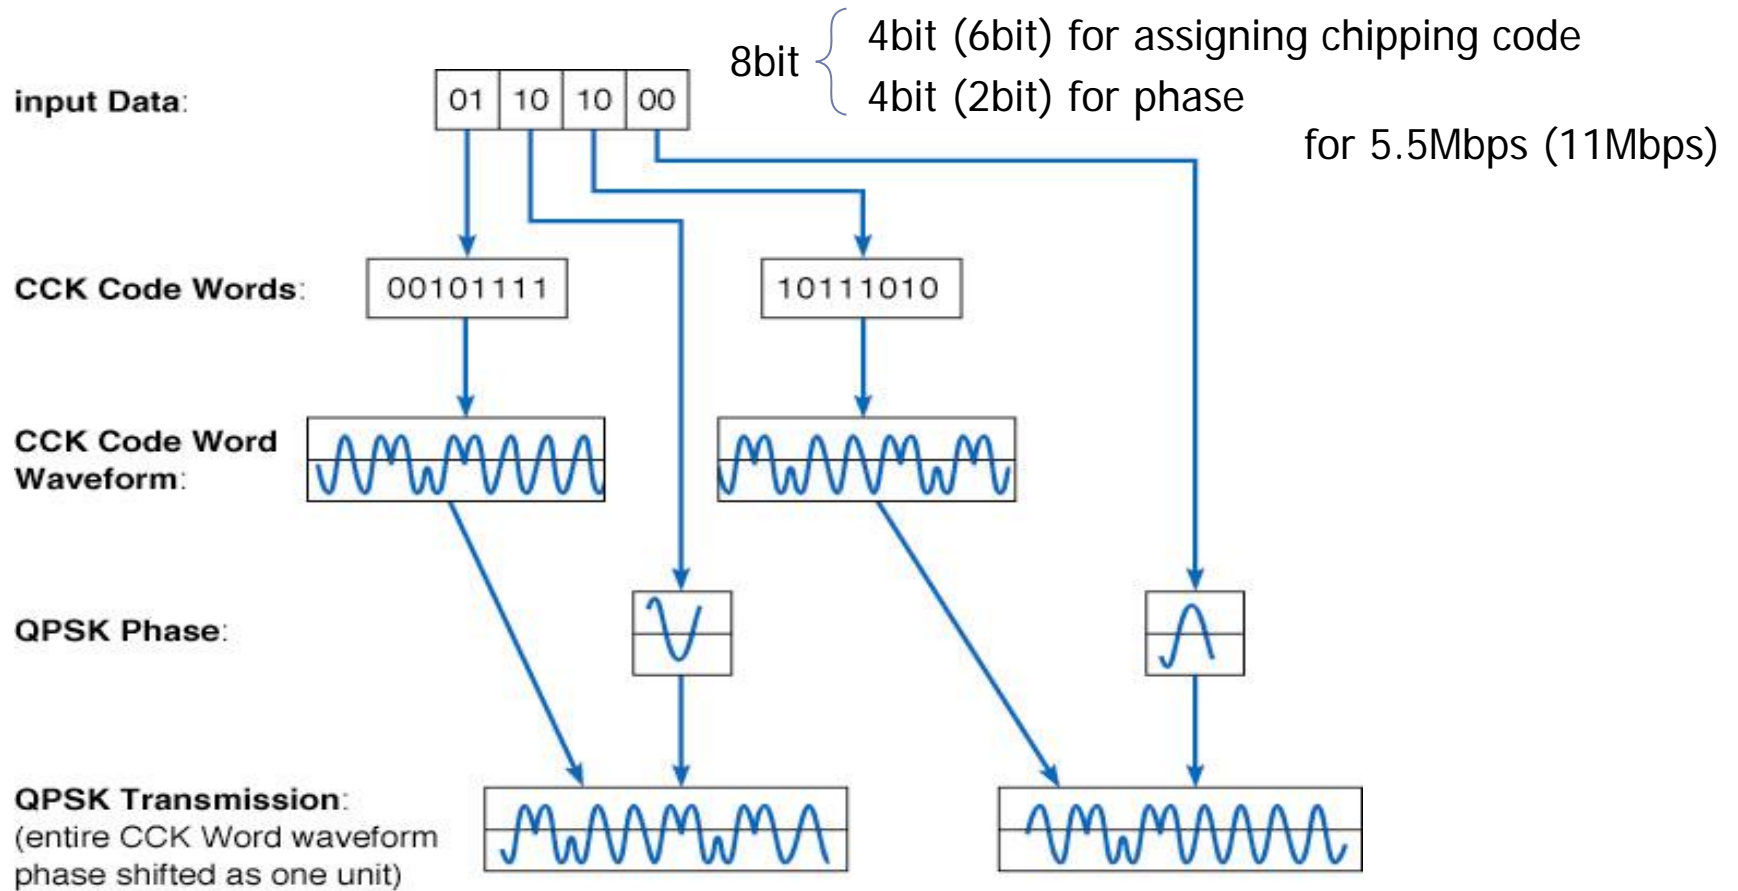 8bit
4bit (6bit) for assigning chipping code
4bit (2bit) for phase
for 5.5Mbps (11Mbps)
input Data:
01 10 10 00
CCK Code Words:
00101111
10111010
CCK Code Word
Waveform:
QPSK Phase:
QPSK Transmission:
(entire CCK Word waveform
phase shifted as one unit)